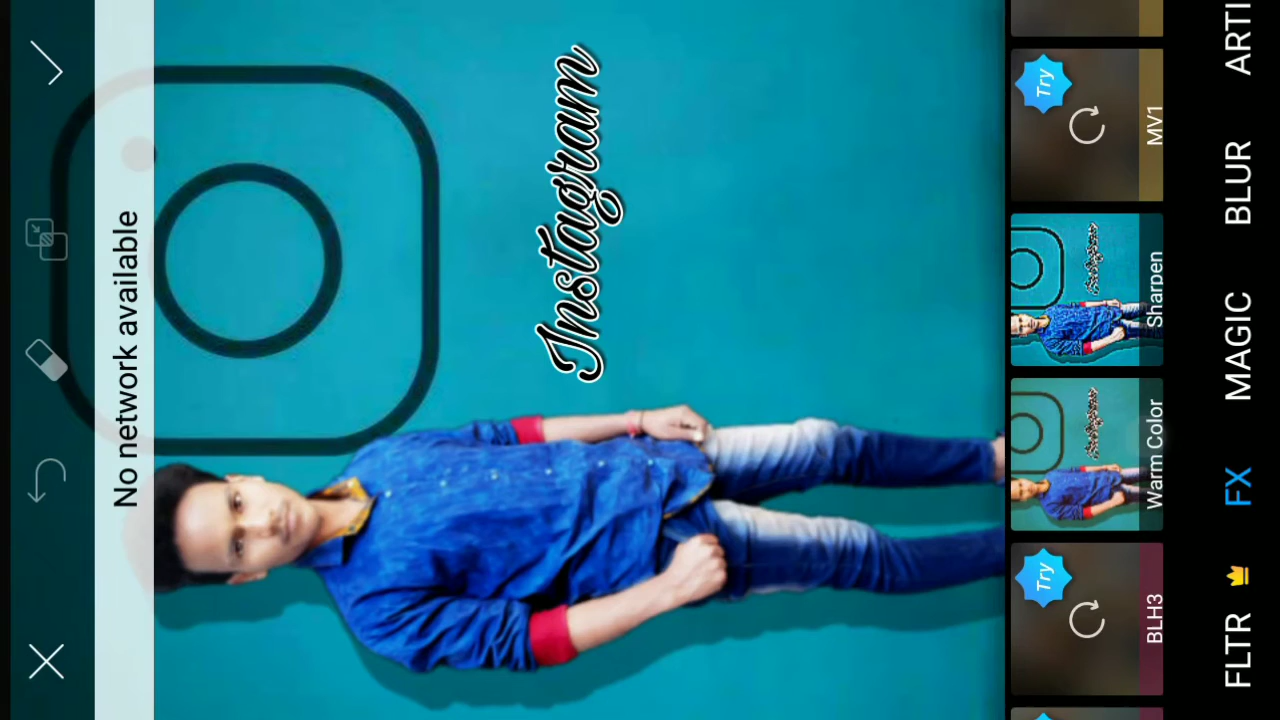 No network available
Instagram
FLTR
FX
MAGIC
BLUR
ARTI
Try
BLH3
Warm Color
Sharpen
Try
MV1